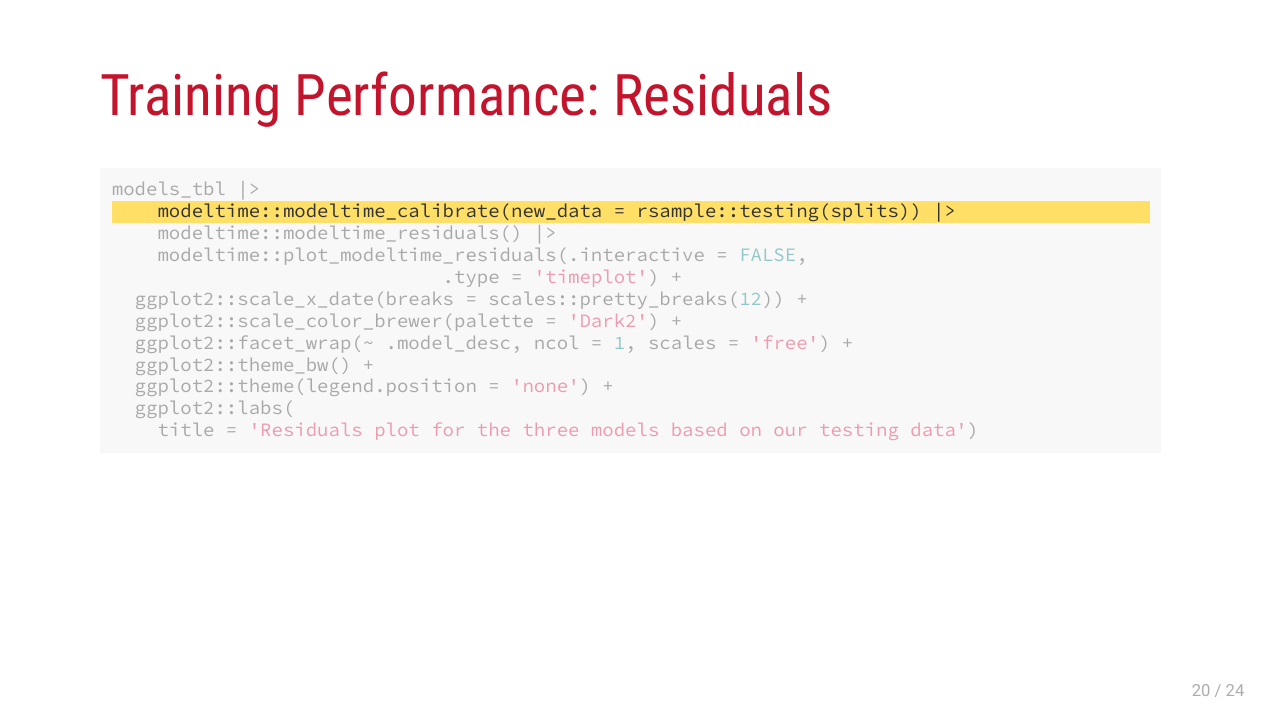 Training Performance: Residuals
models_tbl |>
    modeltime::modeltime_calibrate(new_data = rsample::testing(splits)) |>
    modeltime::modeltime_residuals() |>
    modeltime::plot_modeltime_residuals(.interactive = FALSE,
                             .type = 'timeplot') +
  ggplot2::scale_x_date(breaks = scales::pretty_breaks(12)) +
  ggplot2::scale_color_brewer(palette = 'Dark2') +
  ggplot2::facet_wrap(~ .model_desc, ncol = 1, scales = 'free') +
  ggplot2::theme_bw() +
  ggplot2::theme(legend.position = 'none') +
  ggplot2::labs(
    title = 'Residuals plot for the three models based on our testing data')
20 / 24